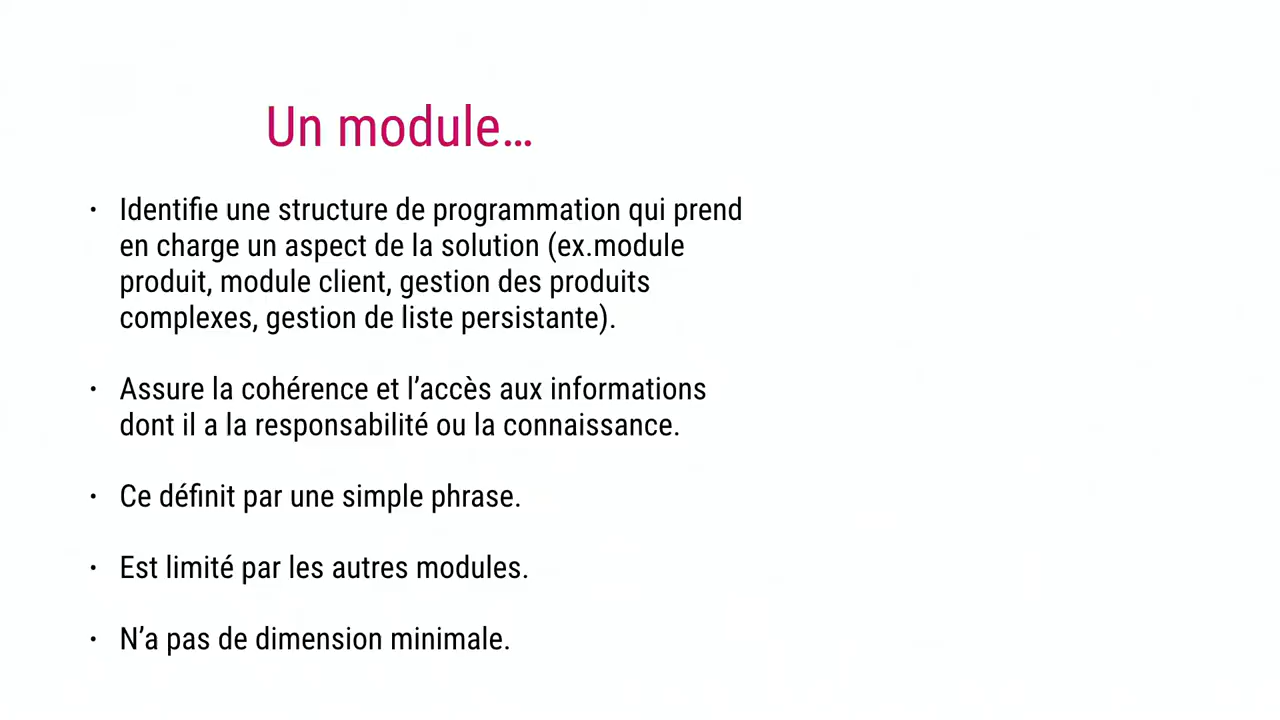 Un module…
• Identifie une structure de programmation qui prend
en charge un aspect de la solution (ex.module
produit, module client, gestion des produits
complexes, gestion de liste persistante).
• Assure la cohérence et l’accès aux informations
dont il a la responsabilité ou la connaissance.
• Ce définit par une simple phrase.
• Est limité par les autres modules.
• N’a pas de dimension minimale.